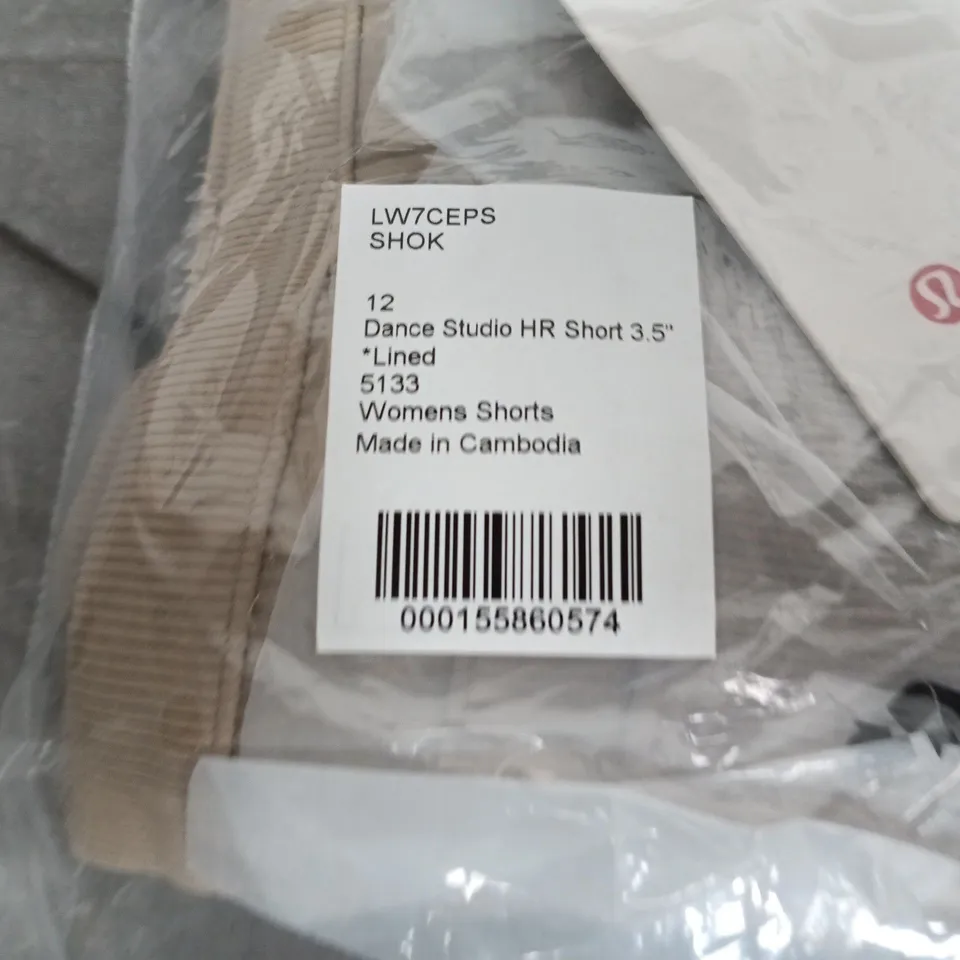 LW7CEPS
SHOK
12
Dance Studio HR Short 3.5"
*Lined
5133
Womens Shorts
Made in Cambodia
000155860574